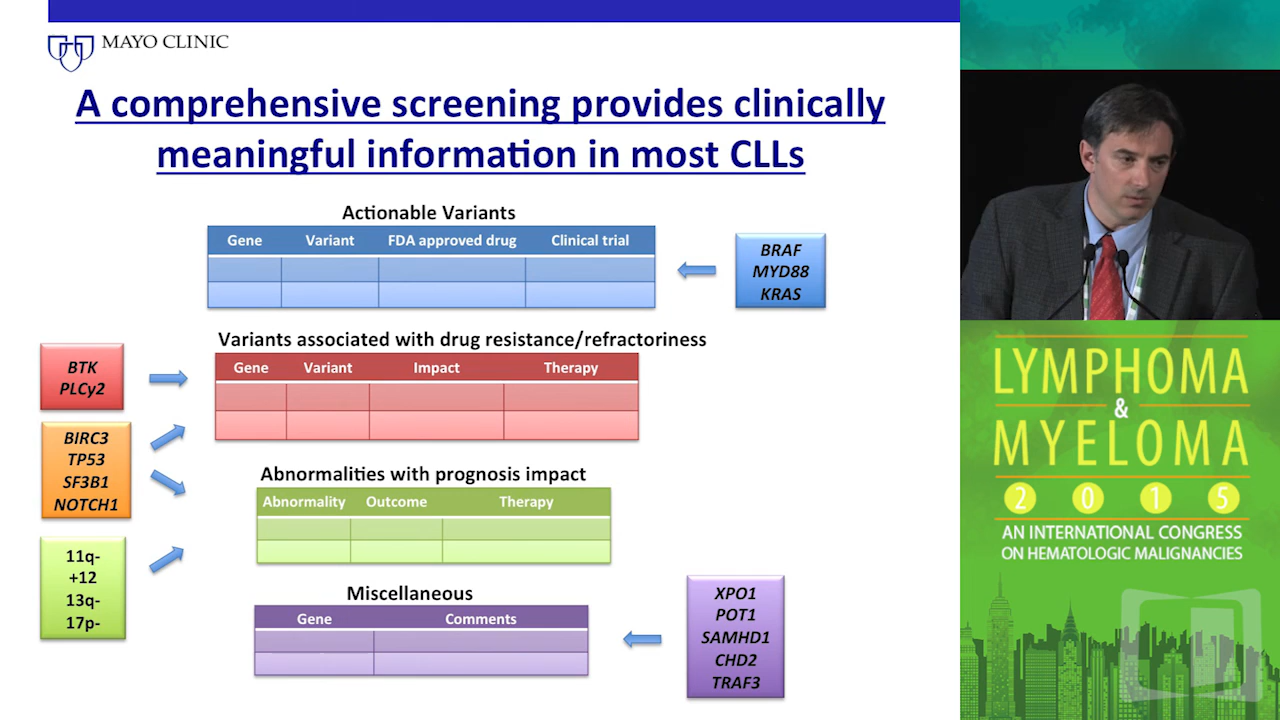 MAYO CLINIC
A comprehensive screening provides clinically
meaningful information in most CLLs
Actionable Variants
Gene Variant FDA approved drug Clinical trial
BRAF
MYD88
KRAS
Variants associated with drug resistance/refractoriness
Gene Variant Impact Therapy
BTK
PLCy2
BIRC3
TP53
SF3B1
NOTCH1
Abnormalities with prognosis impact
Abnormality Outcome Therapy
11q-
+12
13q-
17p-
Miscellaneous
Gene Comments
XPO1
POT1
SAMHD1
CHD2
TRAF3
LYMPHOMA
&
MYELOMA
2 0 1 5
AN INTERNATIONAL CONGRESS
ON HEMATOLOGIC MALIGNANCIES